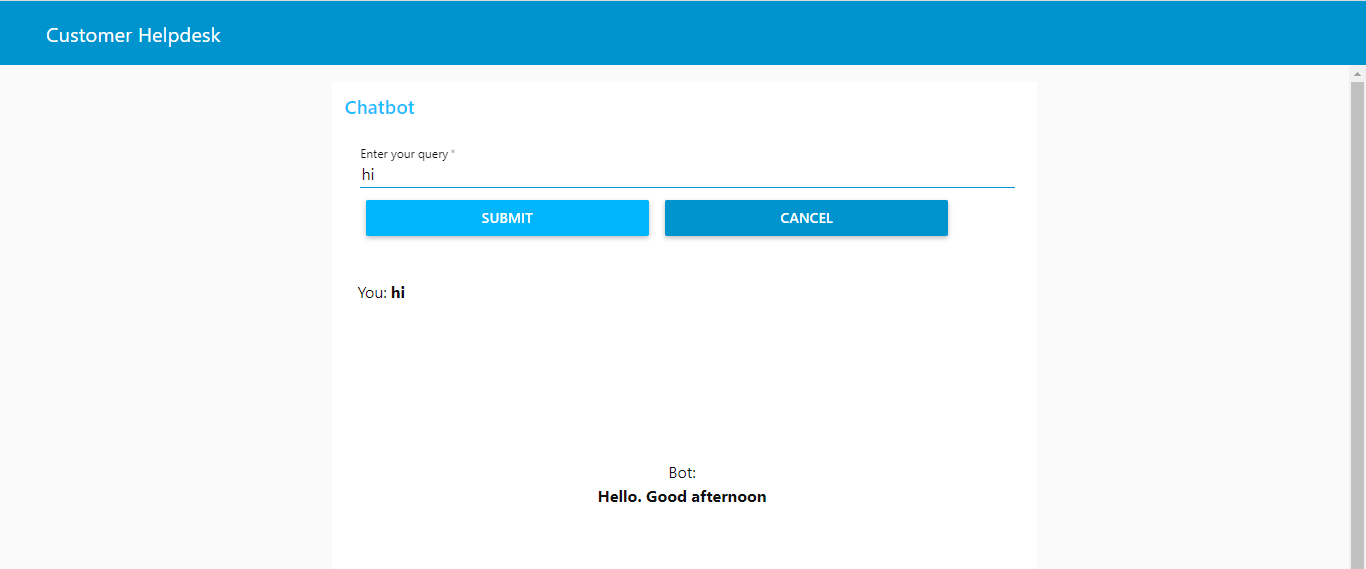 Customer Helpdesk
Chatbot
Enter your query *
hi
SUBMIT CANCEL
You: hi
Bot:
Hello. Good afternoon